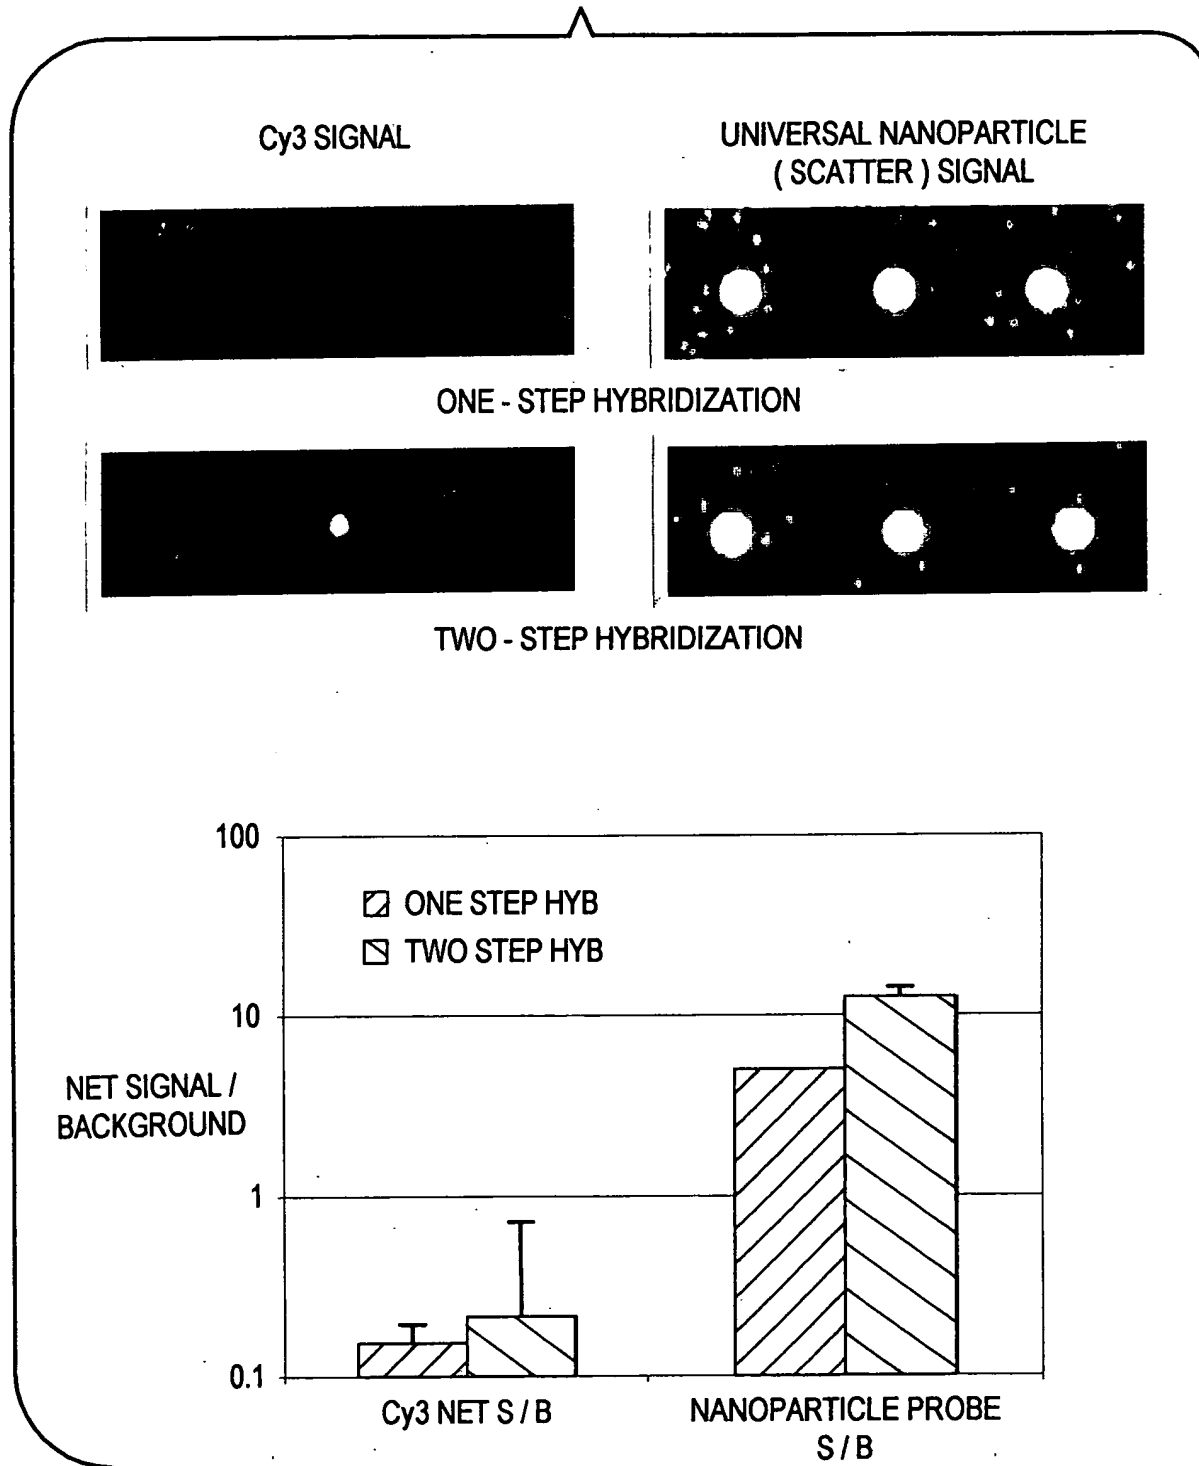 Cy3 SIGNAL
UNIVERSAL NANOPARTICLE
( SCATTER ) SIGNAL
ONE - STEP HYBRIDIZATION
TWO - STEP HYBRIDIZATION
100
ONE STEP HYB
TWO STEP HYB
10
NET SIGNAL /
BACKGROUND
1
0.1
Cy3 NET S / B
NANOPARTICLE PROBE
S / B